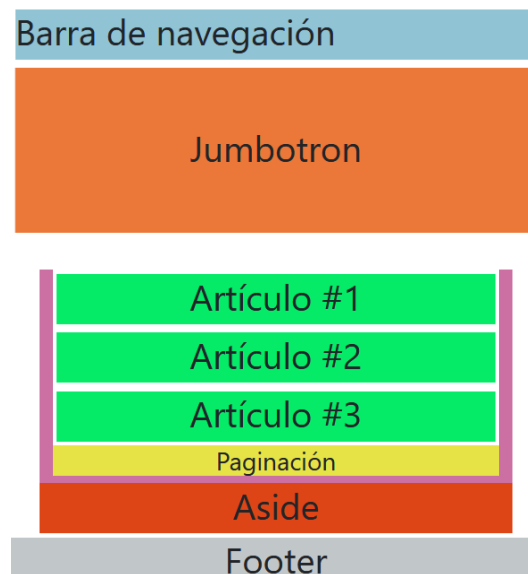 Barra de navegación
Jumbotron
Artículo #1
Artículo #2
Artículo #3
Paginación
Aside
Footer